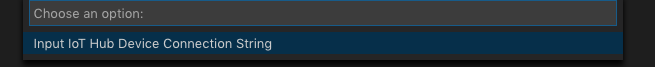 Choose an option:
Input IoT Hub Device Connection String